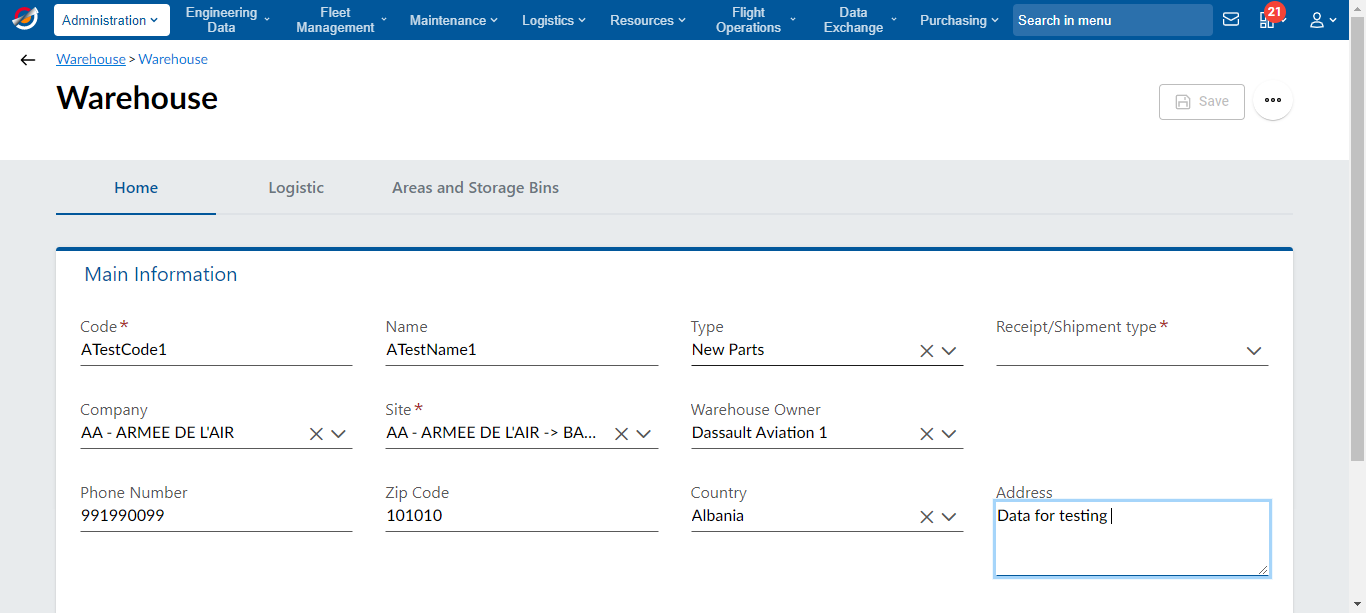 Administration
Engineering Data
Fleet Management
Maintenance
Logistics
Resources
Flight Operations
Data Exchange
Purchasing
Search in menu
21
Warehouse > Warehouse
Warehouse
Save
Home
Logistic
Areas and Storage Bins
Main Information
Code*
ATestCode1
Name
ATestName1
Type
New Parts
Receipt/Shipment type*
Company
AA - ARMEE DE L'AIR
Site*
AA - ARMEE DE L'AIR -> BA...
Warehouse Owner
Dassault Aviation 1
Phone Number
991990099
Zip Code
101010
Country
Albania
Address
Data for testing